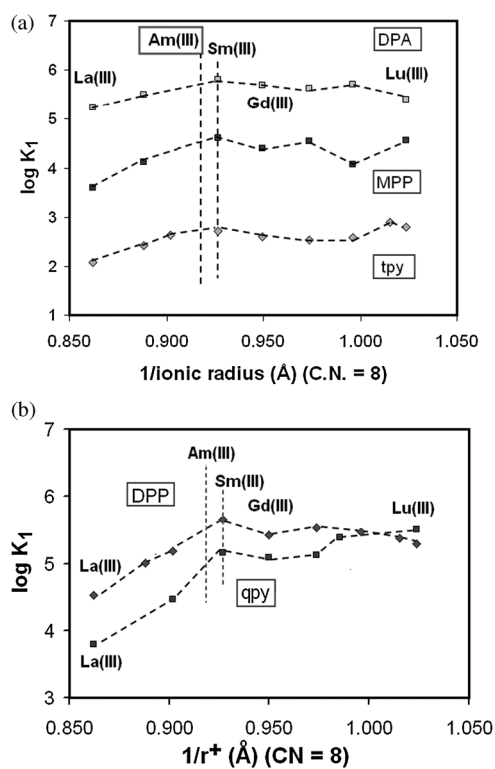 (a)
7
6
5
4
3
2
1
log K₁
Am(III)
Sm(III)
DPA
La(III)
Lu(III)
Gd(III)
MPP
tpy
0.850 0.900 0.950 1.000 1.050
1/ionic radius (Å) (C.N. = 8)
(b)
7
6
5
4
3
log K₁
Am(III)
Sm(III)
DPP
Gd(III)
Lu(III)
La(III)
qpy
La(III)
0.850 0.900 0.950 1.000 1.050
1/r⁺ (Å) (CN = 8)